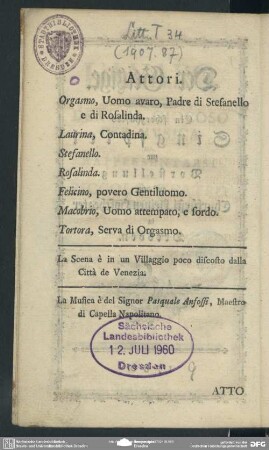 Litt. T 34
(1907.87)
Attori.
Orgasmo, Uomo avaro, Padre di Stefanello
e di Rosalinda.
Laurina, Contadina.
Stefanello.
Rosalinda.
Felicino, povero Gentiluomo.
Macobrio, Uomo attempato, e sordo.
Tortora, Serva di Orgasmo.
La Scena è in un Villaggio poco discosto dalla
Città de Venezia.
La Musica è del Signor Pasquale Anfossi, Maestro
di Capella Napolitano.
Sächsische
Landesbibliothek
12. JULI 1960
Dresden
9
ATTO